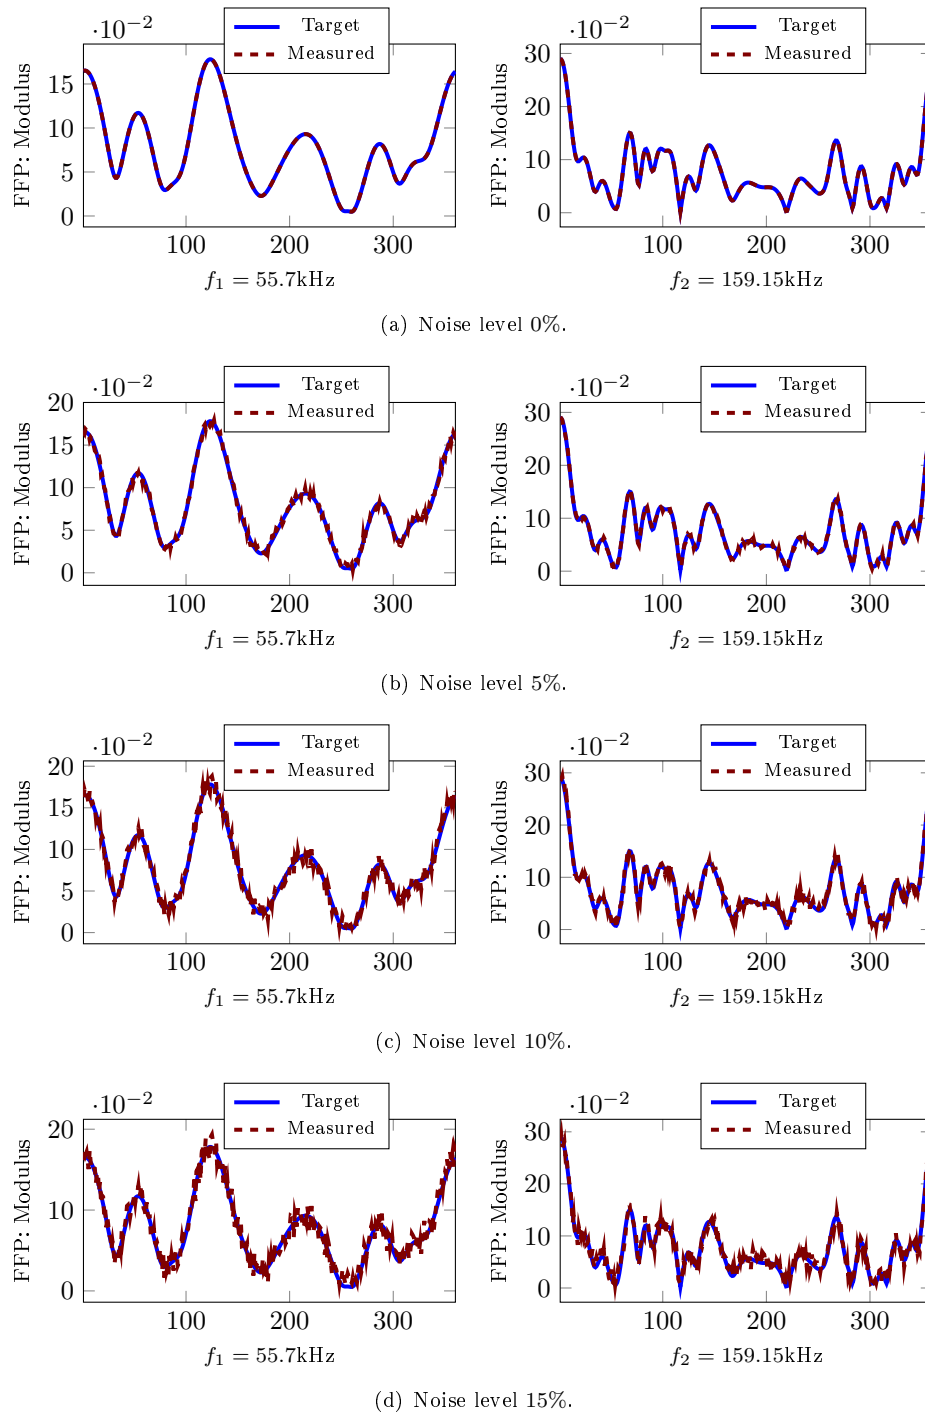 ·10⁻²
Target
Measured
FFP: Modulus
15
10
5
0
100 200 300
f₁ = 55.7kHz
·10⁻²
Target
Measured
FFP: Modulus
30
20
10
0
100 200 300
f₂ = 159.15kHz
(a) Noise level 0%.
·10⁻²
Target
Measured
FFP: Modulus
20
15
10
5
0
100 200 300
f₁ = 55.7kHz
·10⁻²
Target
Measured
FFP: Modulus
30
20
10
0
100 200 300
f₂ = 159.15kHz
(b) Noise level 5%.
·10⁻²
Target
Measured
FFP: Modulus
20
15
10
5
0
100 200 300
f₁ = 55.7kHz
·10⁻²
Target
Measured
FFP: Modulus
30
20
10
0
100 200 300
f₂ = 159.15kHz
(c) Noise level 10%.
·10⁻²
Target
Measured
FFP: Modulus
20
10
0
100 200 300
f₁ = 55.7kHz
·10⁻²
Target
Measured
FFP: Modulus
30
20
10
0
100 200 300
f₂ = 159.15kHz
(d) Noise level 15%.